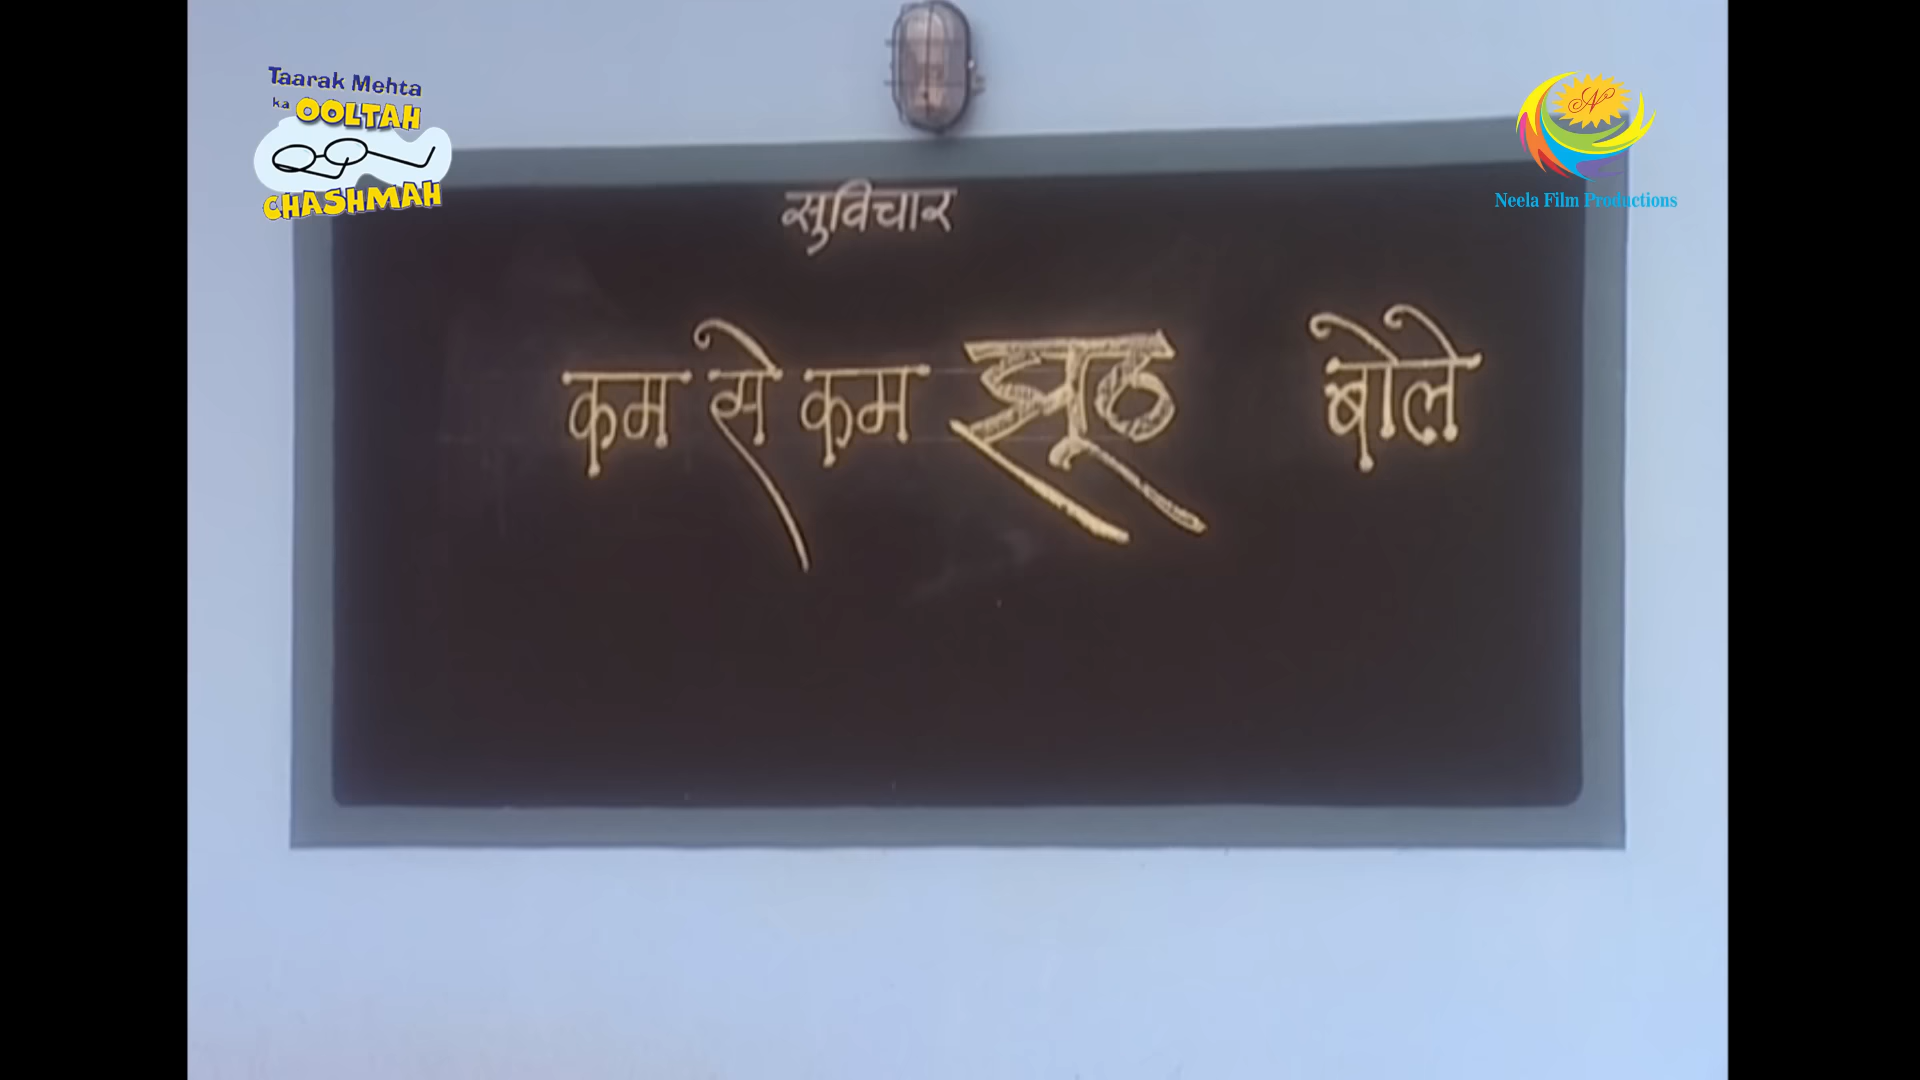 Taarak Mehta
ka OOLTAH
CHASHMAH
N
Neela Film Productions
सुविचार
कम से कम झूठ बोले